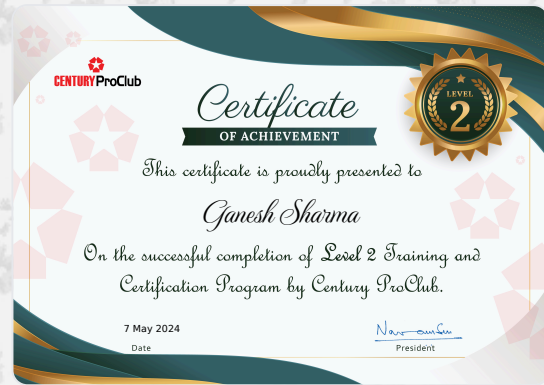 CENTURY ProClub
LEVEL
2
Certificate
OF ACHIEVEMENT
This certificate is proudly presented to
Ganesh Sharma
On the successful completion of Level 2 Training and
Certification Program by Century ProClub.
7 May 2024
Date
President